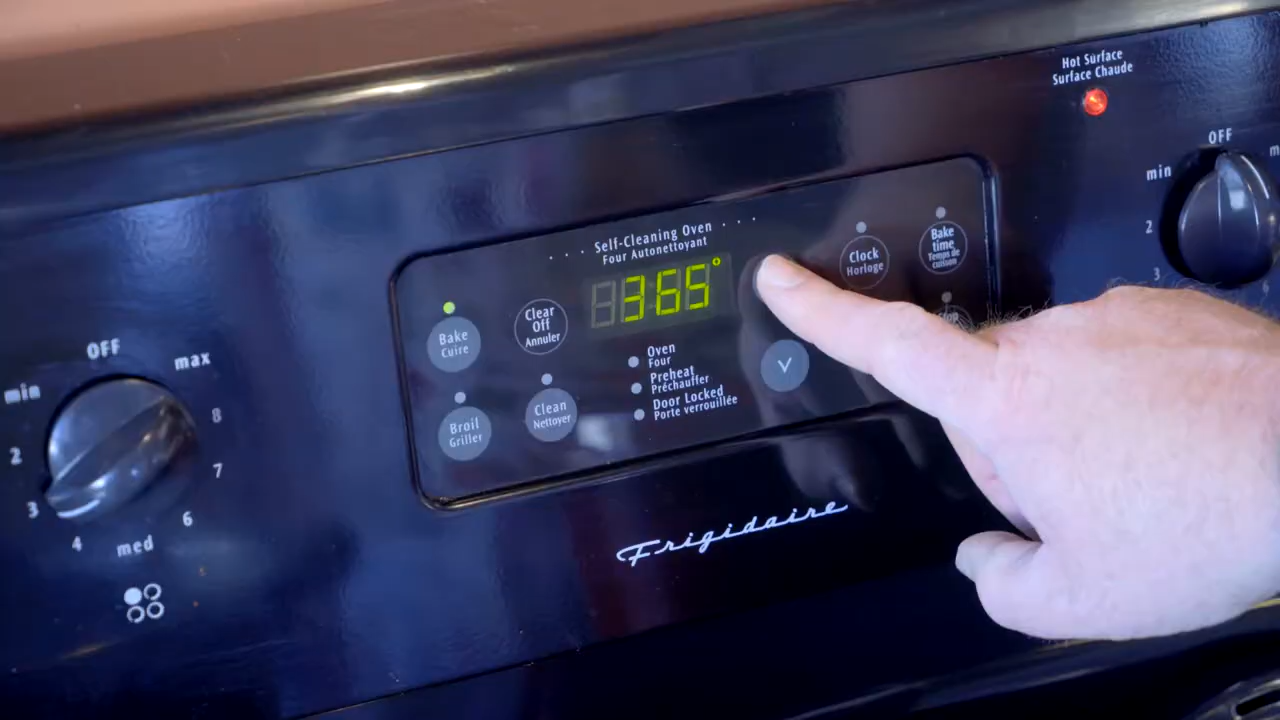 Hot Surface
Surface Chaude
OFF
min
2
3
Self-Cleaning Oven
Four Autonettoyant
365°
Clock
Horloge
Bake
time
Temps de
cuisson
Bake
Cuire
Clear
Off
Annuler
Oven
Four
Preheat
Préchauffer
Door Locked
Porte verrouillée
Broil
Griller
Clean
Nettoyer
OFF
min
max
2
8
3
7
4
6
med
Frigidaire